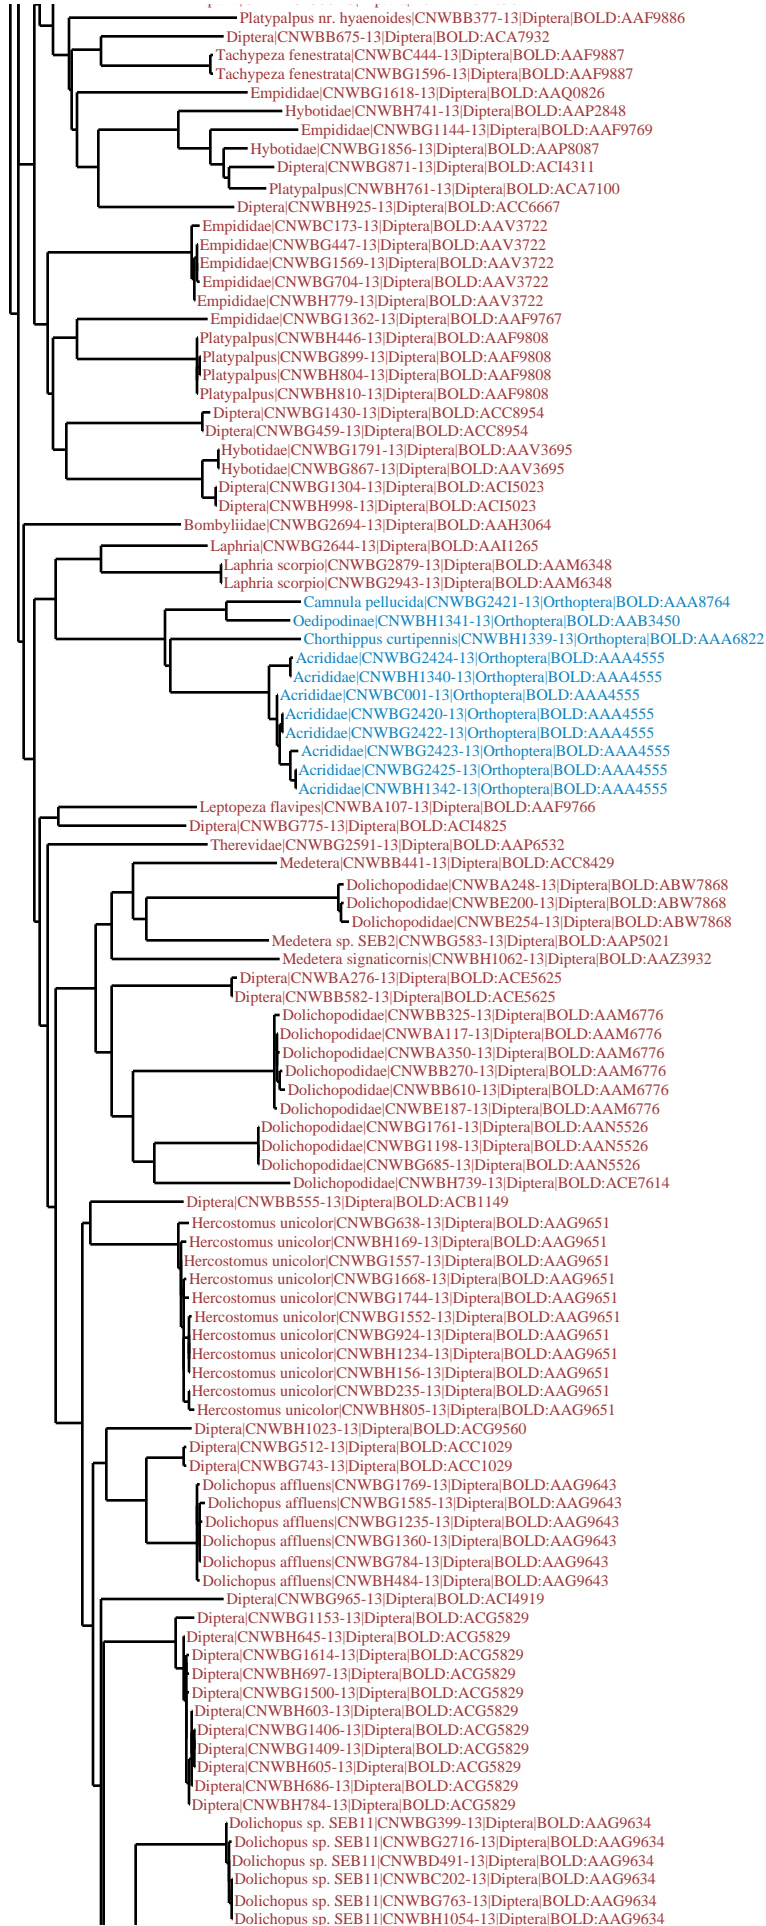 Platypalpus nr. hyaenoides|CNWBB377-13|Diptera|BOLD:AAF9886
Diptera|CNWBB675-13|Diptera|BOLD:ACA7932
Tachypeza fenestrata|CNWBC444-13|Diptera|BOLD:AAF9887
Tachypeza fenestrata|CNWBG1596-13|Diptera|BOLD:AAF9887
Empididae|CNWBG1618-13|Diptera|BOLD:AAQ0826
Hybotidae|CNWBH741-13|Diptera|BOLD:AAP2848
Empididae|CNWBG1144-13|Diptera|BOLD:AAF9769
Hybotidae|CNWBG1856-13|Diptera|BOLD:AAP8087
Diptera|CNWBG871-13|Diptera|BOLD:ACI4311
Platypalpus|CNWBH761-13|Diptera|BOLD:ACA7100
Diptera|CNWBH925-13|Diptera|BOLD:ACC6667
Empididae|CNWBC173-13|Diptera|BOLD:AAV3722
Empididae|CNWBG447-13|Diptera|BOLD:AAV3722
Empididae|CNWBG1569-13|Diptera|BOLD:AAV3722
Empididae|CNWBG704-13|Diptera|BOLD:AAV3722
Empididae|CNWBH779-13|Diptera|BOLD:AAV3722
Empididae|CNWBG1362-13|Diptera|BOLD:AAF9767
Platypalpus|CNWBH446-13|Diptera|BOLD:AAF9808
Platypalpus|CNWBG899-13|Diptera|BOLD:AAF9808
Platypalpus|CNWBH804-13|Diptera|BOLD:AAF9808
Platypalpus|CNWBH810-13|Diptera|BOLD:AAF9808
Diptera|CNWBG1430-13|Diptera|BOLD:ACC8954
Diptera|CNWBG459-13|Diptera|BOLD:ACC8954
Hybotidae|CNWBG1791-13|Diptera|BOLD:AAV3695
Hybotidae|CNWBG867-13|Diptera|BOLD:AAV3695
Diptera|CNWBG1304-13|Diptera|BOLD:ACI5023
Diptera|CNWBH998-13|Diptera|BOLD:ACI5023
Bombyliidae|CNWBG2694-13|Diptera|BOLD:AAH3064
Laphria|CNWBG2644-13|Diptera|BOLD:AAI1265
Laphria scorpio|CNWBG2879-13|Diptera|BOLD:AAM6348
Laphria scorpio|CNWBG2943-13|Diptera|BOLD:AAM6348
Camnula pellucida|CNWBG2421-13|Orthoptera|BOLD:AAA8764
Oedipodinae|CNWBH1341-13|Orthoptera|BOLD:AAB3450
Chorthippus curtipennis|CNWBH1339-13|Orthoptera|BOLD:AAA6822
Acrididae|CNWBG2424-13|Orthoptera|BOLD:AAA4555
Acrididae|CNWBH1340-13|Orthoptera|BOLD:AAA4555
Acrididae|CNWBC001-13|Orthoptera|BOLD:AAA4555
Acrididae|CNWBG2420-13|Orthoptera|BOLD:AAA4555
Acrididae|CNWBG2422-13|Orthoptera|BOLD:AAA4555
Acrididae|CNWBG2423-13|Orthoptera|BOLD:AAA4555
Acrididae|CNWBG2425-13|Orthoptera|BOLD:AAA4555
Acrididae|CNWBH1342-13|Orthoptera|BOLD:AAA4555
Leptopeza flavipes|CNWBA107-13|Diptera|BOLD:AAF9766
Diptera|CNWBG775-13|Diptera|BOLD:ACI4825
Therevidae|CNWBG2591-13|Diptera|BOLD:AAP6532
Medetera|CNWBB441-13|Diptera|BOLD:ACC8429
Dolichopodidae|CNWBA248-13|Diptera|BOLD:ABW7868
Dolichopodidae|CNWBE200-13|Diptera|BOLD:ABW7868
Dolichopodidae|CNWBE254-13|Diptera|BOLD:ABW7868
Medetera sp. SEB2|CNWBG583-13|Diptera|BOLD:AAP5021
Medetera signaticornis|CNWBH1062-13|Diptera|BOLD:AAZ3932
Diptera|CNWBA276-13|Diptera|BOLD:ACE5625
Diptera|CNWBB582-13|Diptera|BOLD:ACE5625
Dolichopodidae|CNWBB325-13|Diptera|BOLD:AAM6776
Dolichopodidae|CNWBA117-13|Diptera|BOLD:AAM6776
Dolichopodidae|CNWBA350-13|Diptera|BOLD:AAM6776
Dolichopodidae|CNWBB270-13|Diptera|BOLD:AAM6776
Dolichopodidae|CNWBB610-13|Diptera|BOLD:AAM6776
Dolichopodidae|CNWBE187-13|Diptera|BOLD:AAM6776
Dolichopodidae|CNWBG1761-13|Diptera|BOLD:AAN5526
Dolichopodidae|CNWBG1198-13|Diptera|BOLD:AAN5526
Dolichopodidae|CNWBG685-13|Diptera|BOLD:AAN5526
Dolichopodidae|CNWBH739-13|Diptera|BOLD:ACE7614
Diptera|CNWBB555-13|Diptera|BOLD:ACB1149
Hercostomus unicolor|CNWBG638-13|Diptera|BOLD:AAG9651
Hercostomus unicolor|CNWBH169-13|Diptera|BOLD:AAG9651
Hercostomus unicolor|CNWBG1557-13|Diptera|BOLD:AAG9651
Hercostomus unicolor|CNWBG1668-13|Diptera|BOLD:AAG9651
Hercostomus unicolor|CNWBG1744-13|Diptera|BOLD:AAG9651
Hercostomus unicolor|CNWBG1552-13|Diptera|BOLD:AAG9651
Hercostomus unicolor|CNWBG924-13|Diptera|BOLD:AAG9651
Hercostomus unicolor|CNWBH1234-13|Diptera|BOLD:AAG9651
Hercostomus unicolor|CNWBH156-13|Diptera|BOLD:AAG9651
Hercostomus unicolor|CNWBD235-13|Diptera|BOLD:AAG9651
Hercostomus unicolor|CNWBH805-13|Diptera|BOLD:AAG9651
Diptera|CNWBH1023-13|Diptera|BOLD:ACG9560
Diptera|CNWBG512-13|Diptera|BOLD:ACC1029
Diptera|CNWBG743-13|Diptera|BOLD:ACC1029
Dolichopus affluens|CNWBG1769-13|Diptera|BOLD:AAG9643
Dolichopus affluens|CNWBG1585-13|Diptera|BOLD:AAG9643
Dolichopus affluens|CNWBG1235-13|Diptera|BOLD:AAG9643
Dolichopus affluens|CNWBG1360-13|Diptera|BOLD:AAG9643
Dolichopus affluens|CNWBG784-13|Diptera|BOLD:AAG9643
Dolichopus affluens|CNWBH484-13|Diptera|BOLD:AAG9643
Diptera|CNWBG965-13|Diptera|BOLD:ACI4919
Diptera|CNWBG1153-13|Diptera|BOLD:ACG5829
Diptera|CNWBH645-13|Diptera|BOLD:ACG5829
Diptera|CNWBG1614-13|Diptera|BOLD:ACG5829
Diptera|CNWBH697-13|Diptera|BOLD:ACG5829
Diptera|CNWBG1500-13|Diptera|BOLD:ACG5829
Diptera|CNWBH603-13|Diptera|BOLD:ACG5829
Diptera|CNWBG1406-13|Diptera|BOLD:ACG5829
Diptera|CNWBG1409-13|Diptera|BOLD:ACG5829
Diptera|CNWBH605-13|Diptera|BOLD:ACG5829
Diptera|CNWBH686-13|Diptera|BOLD:ACG5829
Diptera|CNWBH784-13|Diptera|BOLD:ACG5829
Dolichopus sp. SEB11|CNWBG399-13|Diptera|BOLD:AAG9634
Dolichopus sp. SEB11|CNWBG2716-13|Diptera|BOLD:AAG9634
Dolichopus sp. SEB11|CNWBD491-13|Diptera|BOLD:AAG9634
Dolichopus sp. SEB11|CNWBC202-13|Diptera|BOLD:AAG9634
Dolichopus sp. SEB11|CNWBG763-13|Diptera|BOLD:AAG9634
Dolichopus sp. SEB11|CNWBH1054-13|Diptera|BOLD:AAG9634